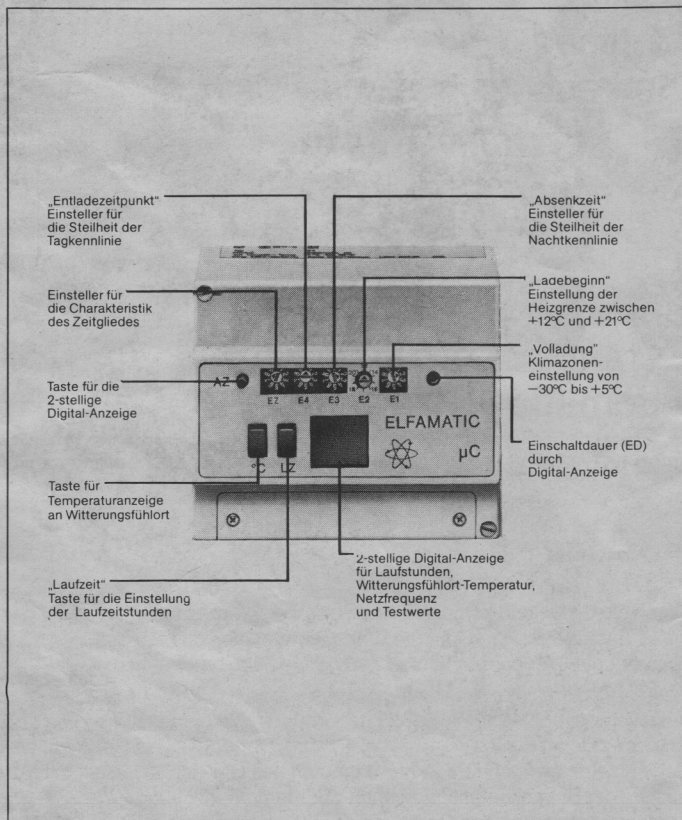 „Entladezeitpunkt"
Einsteller für
die Steilheit der
Tagkennlinie
„Absenkzeit"
Einsteller für
die Steilheit der
Nachtkennlinie
Einsteller für
die Charakteristik
des Zeitgliedes
„Ladebeginn"
Einstellung der
Heizgrenze zwischen
+12°C und +21°C
Taste für die
2-stellige
Digital-Anzeige
„Volladung"
Klimazonen-
einstellung von
−30°C bis +5°C
AZ
EZ E4 E3 E2 E1
ELFAMATIC
µC
°C LZ
Einschaltdauer (ED)
durch
Digital-Anzeige
Taste für
Temperaturanzeige
an Witterungsfühlort
2-stellige Digital-Anzeige
für Laufstunden,
Witterungsfühlort-Temperatur,
Netzfrequenz
und Testwerte
„Laufzeit"
Taste für die Einstellung
der Laufzeitstunden